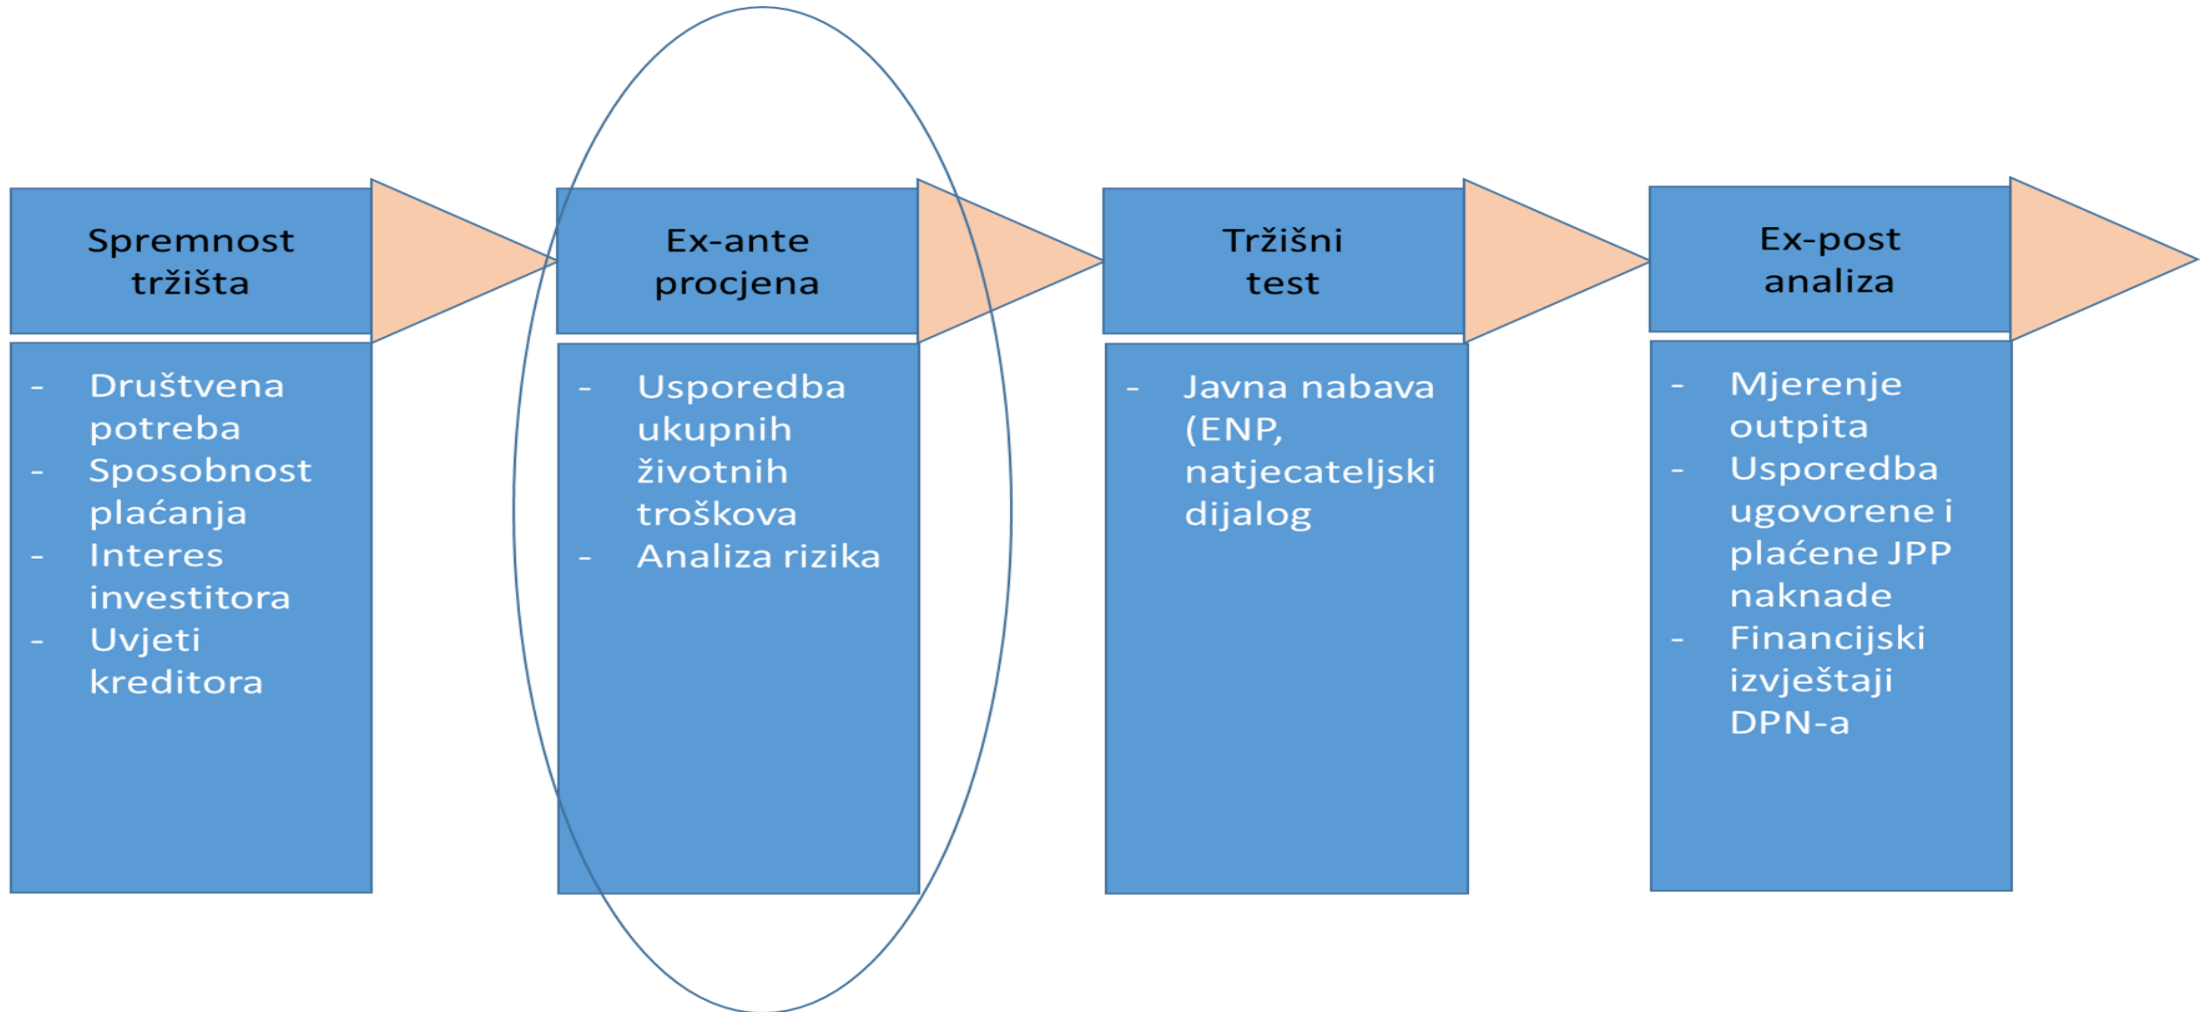 Spremnost
tržišta
- Društvena
potreba
- Sposobnost
plaćanja
- Interes
investitora
- Uvjeti
kreditora
Ex-ante
procjena
- Usporedba
ukupnih
životnih
troškova
- Analiza rizika
Tržišni
test
- Javna nabava
(ENP,
natjecateljski
dijalog
Ex-post
analiza
- Mjerenje
outpita
- Usporedba
ugovorene i
plaćene JPP
naknade
- Financijski
izvještaji
DPN-a